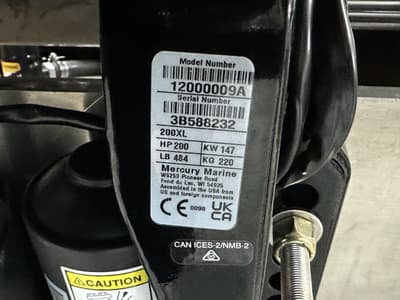 Model Number
12000009A
Serial Number
3B588232
200XL
HP 200 KW 147
LB 484 KG 220
Mercury Marine
W6250 Pioneer Road
Fond du Lac, WI 54935
Assembled in the USA from
US and foreign components
CE 0098 UK
CA
CAN ICES-2/NMB-2
CAUTION